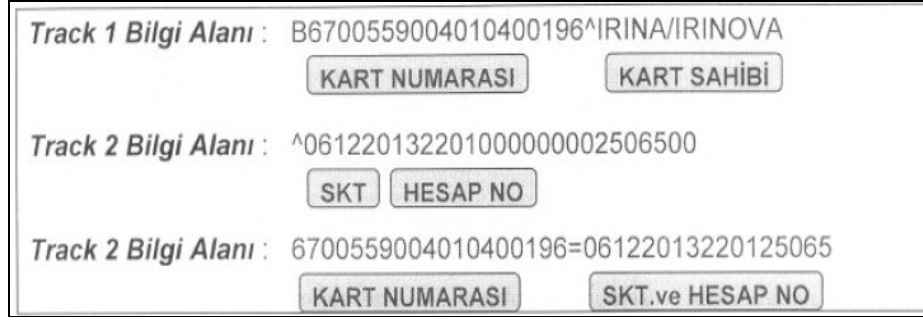 Track 1 Bilgi Alanı : B6700559004010400196^IRINA/IRINOVA
KART NUMARASI KART SAHİBİ
Track 2 Bilgi Alanı : ^0612201322010000000002506500
SKT HESAP NO
Track 2 Bilgi Alanı : 6700559004010400196=06122013220125065
KART NUMARASI SKT.ve HESAP NO